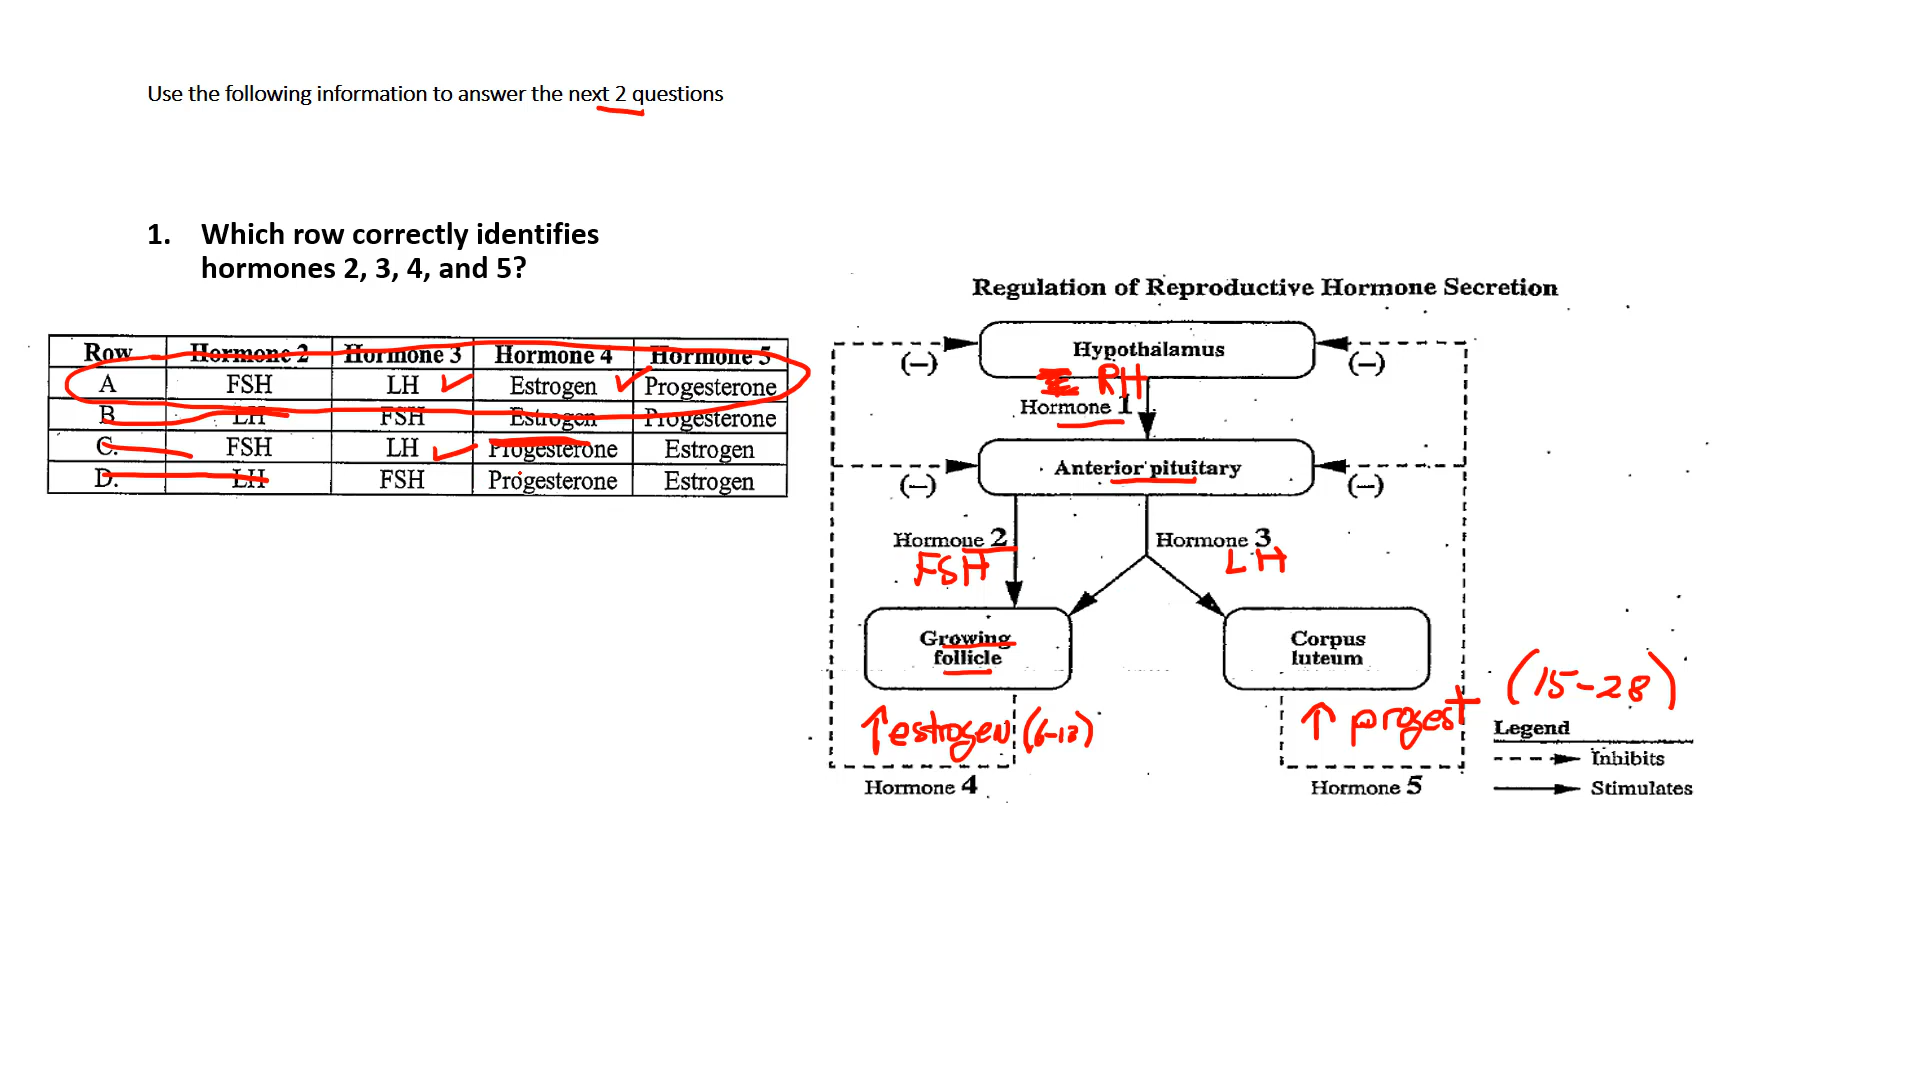 Use the following information to answer the next 2 questions
1. Which row correctly identifies
hormones 2, 3, 4, and 5?
Row Hormone 2 Hormone 3 Hormone 4 Hormone 5
A FSH LH Estrogen Progesterone
B LH FSH Estrogen Progesterone
C. FSH LH Progesterone Estrogen
D. LH FSH Progesterone Estrogen
Regulation of Reproductive Hormone Secretion
Hypothalamus
(−) (−)
RH
Hormone 1
Anterior pituitary
(−) (−)
Hormone 2 Hormone 3
FSH LH
Growing
follicle
Corpus
luteum
↑ estrogen (6-13)
↑ progest
(15-28)
Hormone 4
Hormone 5
Legend
Inhibits
Stimulates